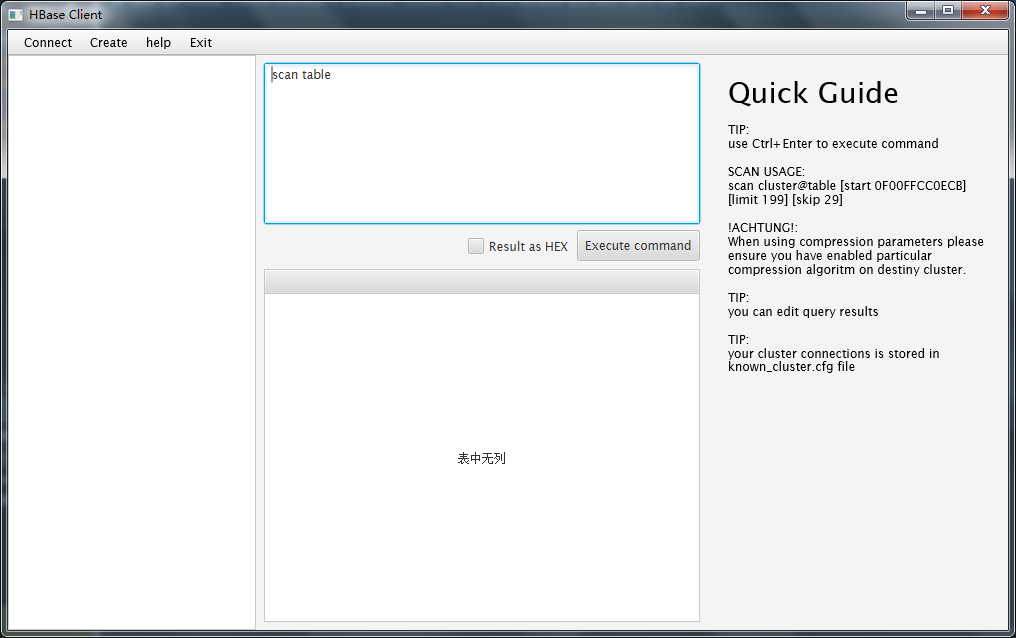 HBase Client
Connect Create help Exit
scan table
Result as HEX Execute command
表中无列
Quick Guide
TIP:
use Ctrl+Enter to execute command
SCAN USAGE:
scan cluster@table [start 0F00FFCC0ECB]
[limit 199] [skip 29]
!ACHTUNG!:
When using compression parameters please
ensure you have enabled particular
compression algoritm on destiny cluster.
TIP:
you can edit query results
TIP:
your cluster connections is stored in
known_cluster.cfg file